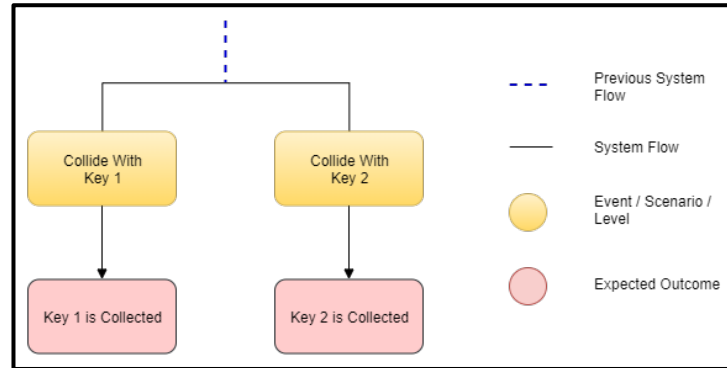 Previous System
Flow
System Flow
Collide With
Key 1
Collide With
Key 2
Event / Scenario /
Level
Key 1 is Collected
Key 2 is Collected
Expected Outcome